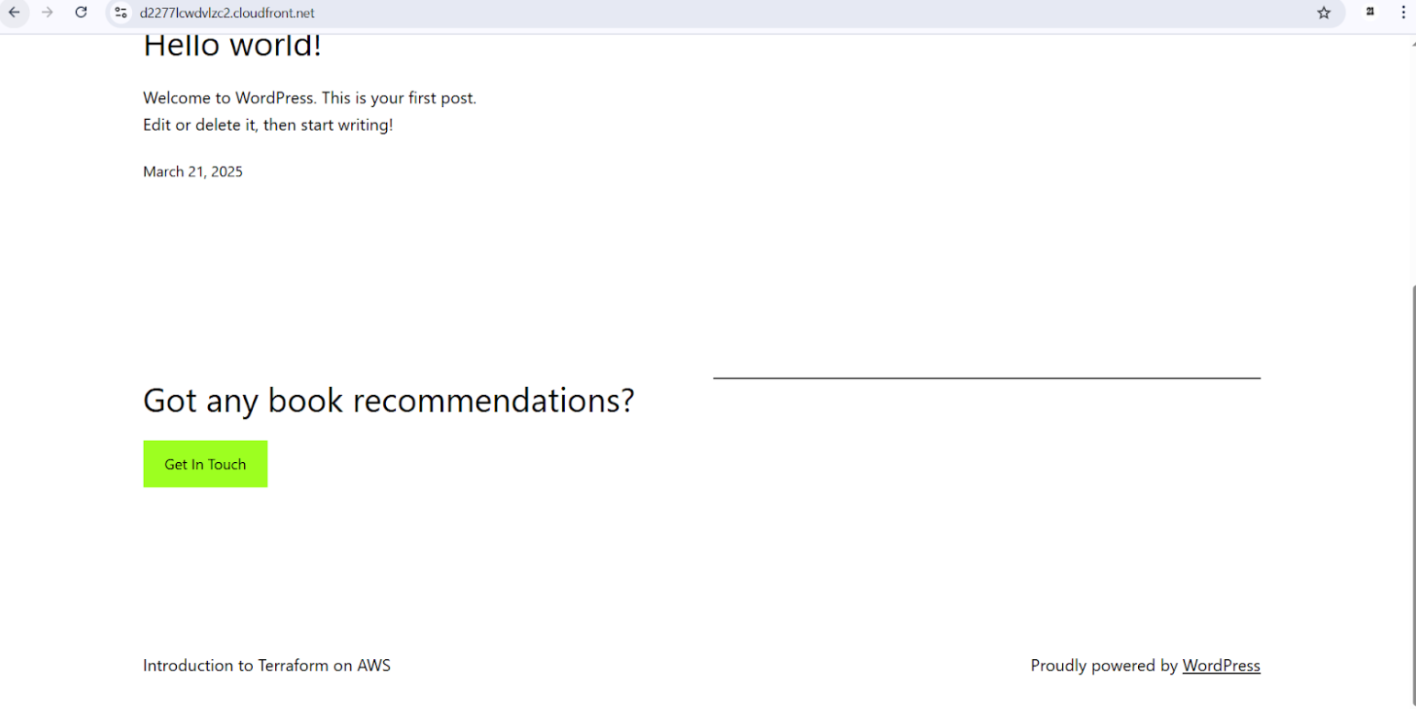 d2277lcwdvlzc2.cloudfront.net
Hello world!
Welcome to WordPress. This is your first post.
Edit or delete it, then start writing!
March 21, 2025
Got any book recommendations?
Get In Touch
Introduction to Terraform on AWS
Proudly powered by WordPress